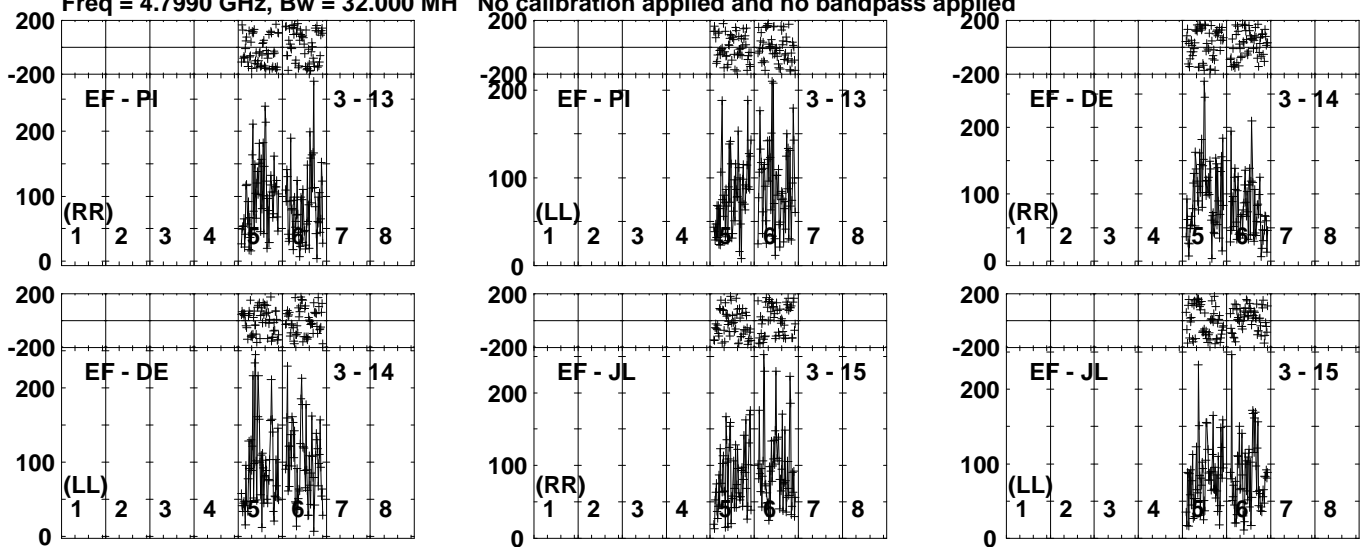 Freq = 4.7990 GHz, Bw = 32.000 MH No calibration applied and no bandpass applied
200
-200
EF - PI 3 - 13
200
100
(RR)
1 2 3 4 5 6 7 8
0
200
-200
EF - PI 3 - 13
200
100
(LL)
1 2 3 4 5 6 7 8
0
200
-200
EF - DE 3 - 14
200
100
(RR)
1 2 3 4 5 6 7 8
0
200
-200
EF - DE 3 - 14
200
100
(LL)
1 2 3 4 5 6 7 8
0
200
-200
EF - JL 3 - 15
200
100
(RR)
1 2 3 4 5 6 7 8
0
200
-200
EF - JL 3 - 15
200
100
(LL)
1 2 3 4 5 6 7 8
0